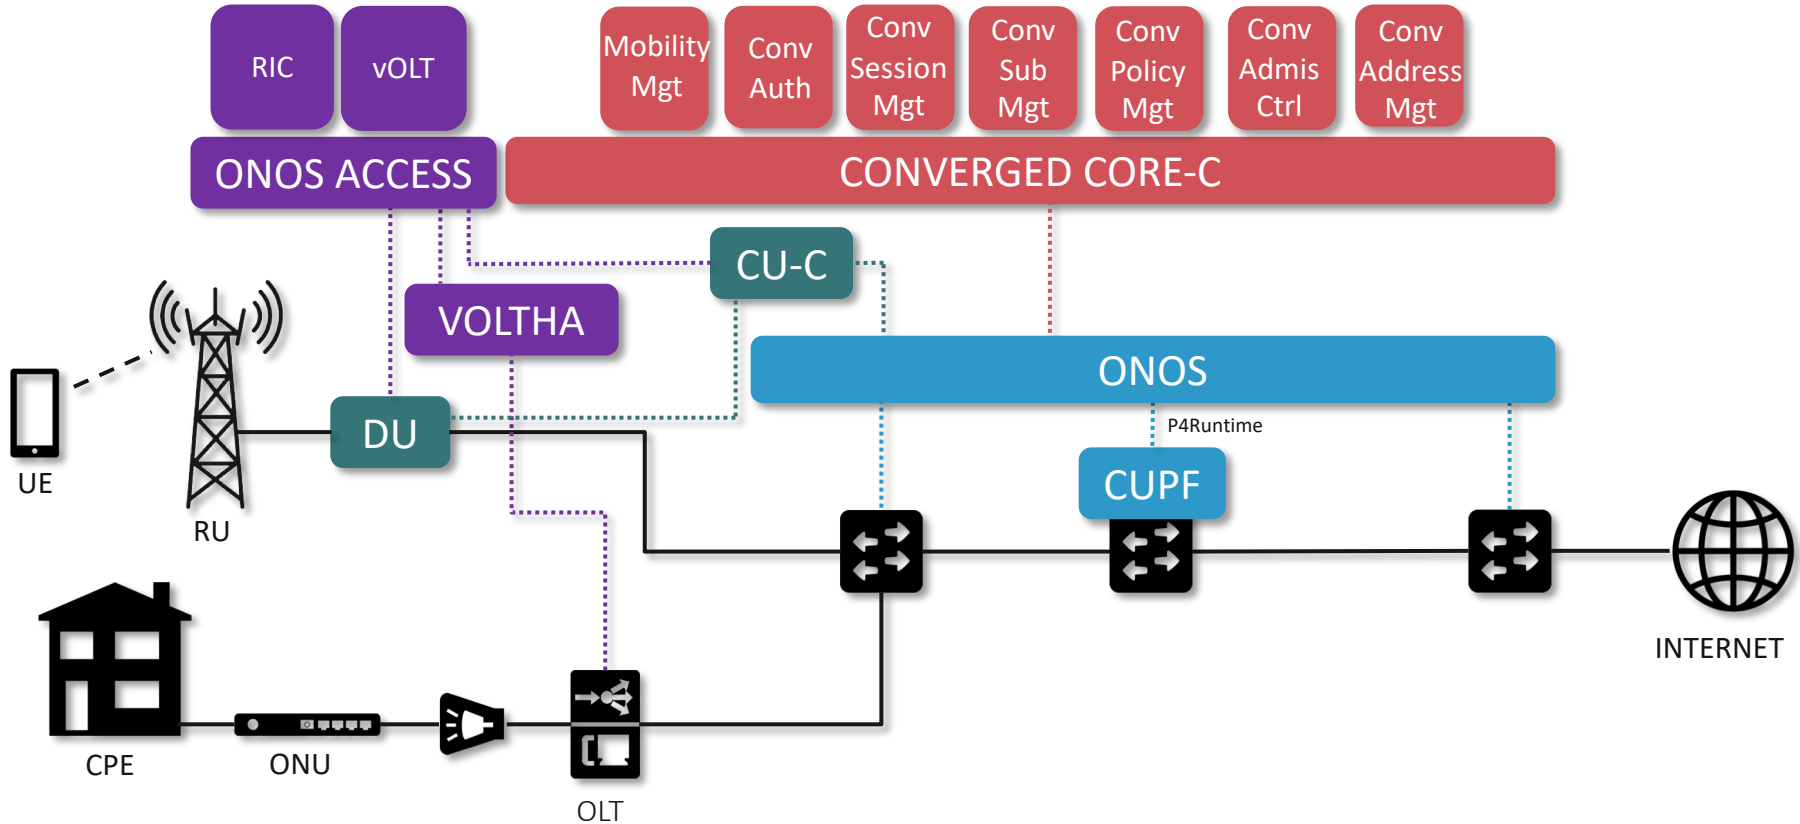 RIC
vOLT
Mobility
Mgt
Conv
Auth
Conv
Session
Mgt
Conv
Sub
Mgt
Conv
Policy
Mgt
Conv
Admis
Ctrl
Conv
Address
Mgt
ONOS ACCESS
CONVERGED CORE-C
CU-C
VOLTHA
ONOS
DU
P4Runtime
CUPF
UE
RU
INTERNET
CPE
ONU
OLT